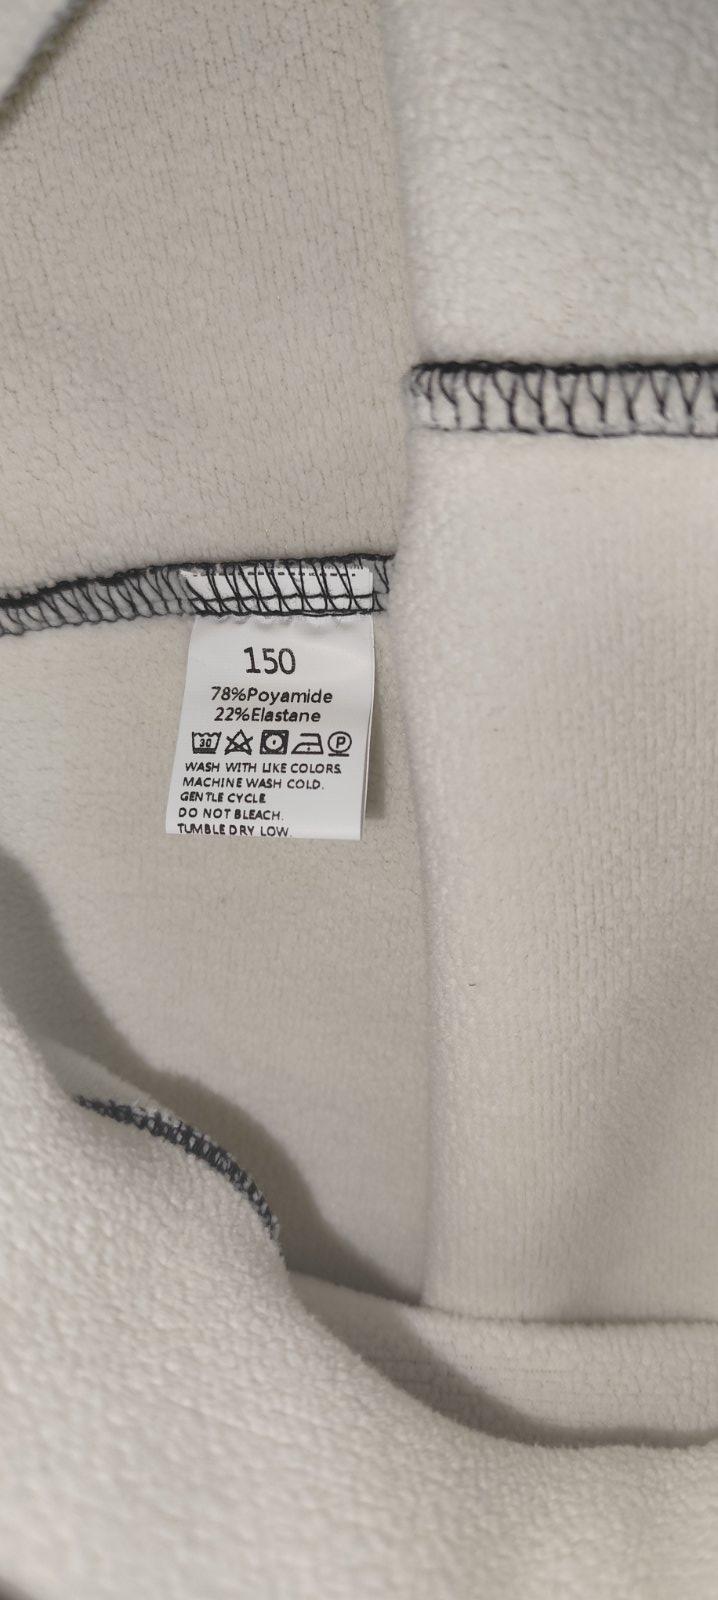 150
78%Poyamide
22%Elastane
30 P
WASH WITH LIKE COLORS.
MACHINE WASH COLD.
GENTLE CYCLE
DO NOT BLEACH.
TUMBLE DRY LOW.